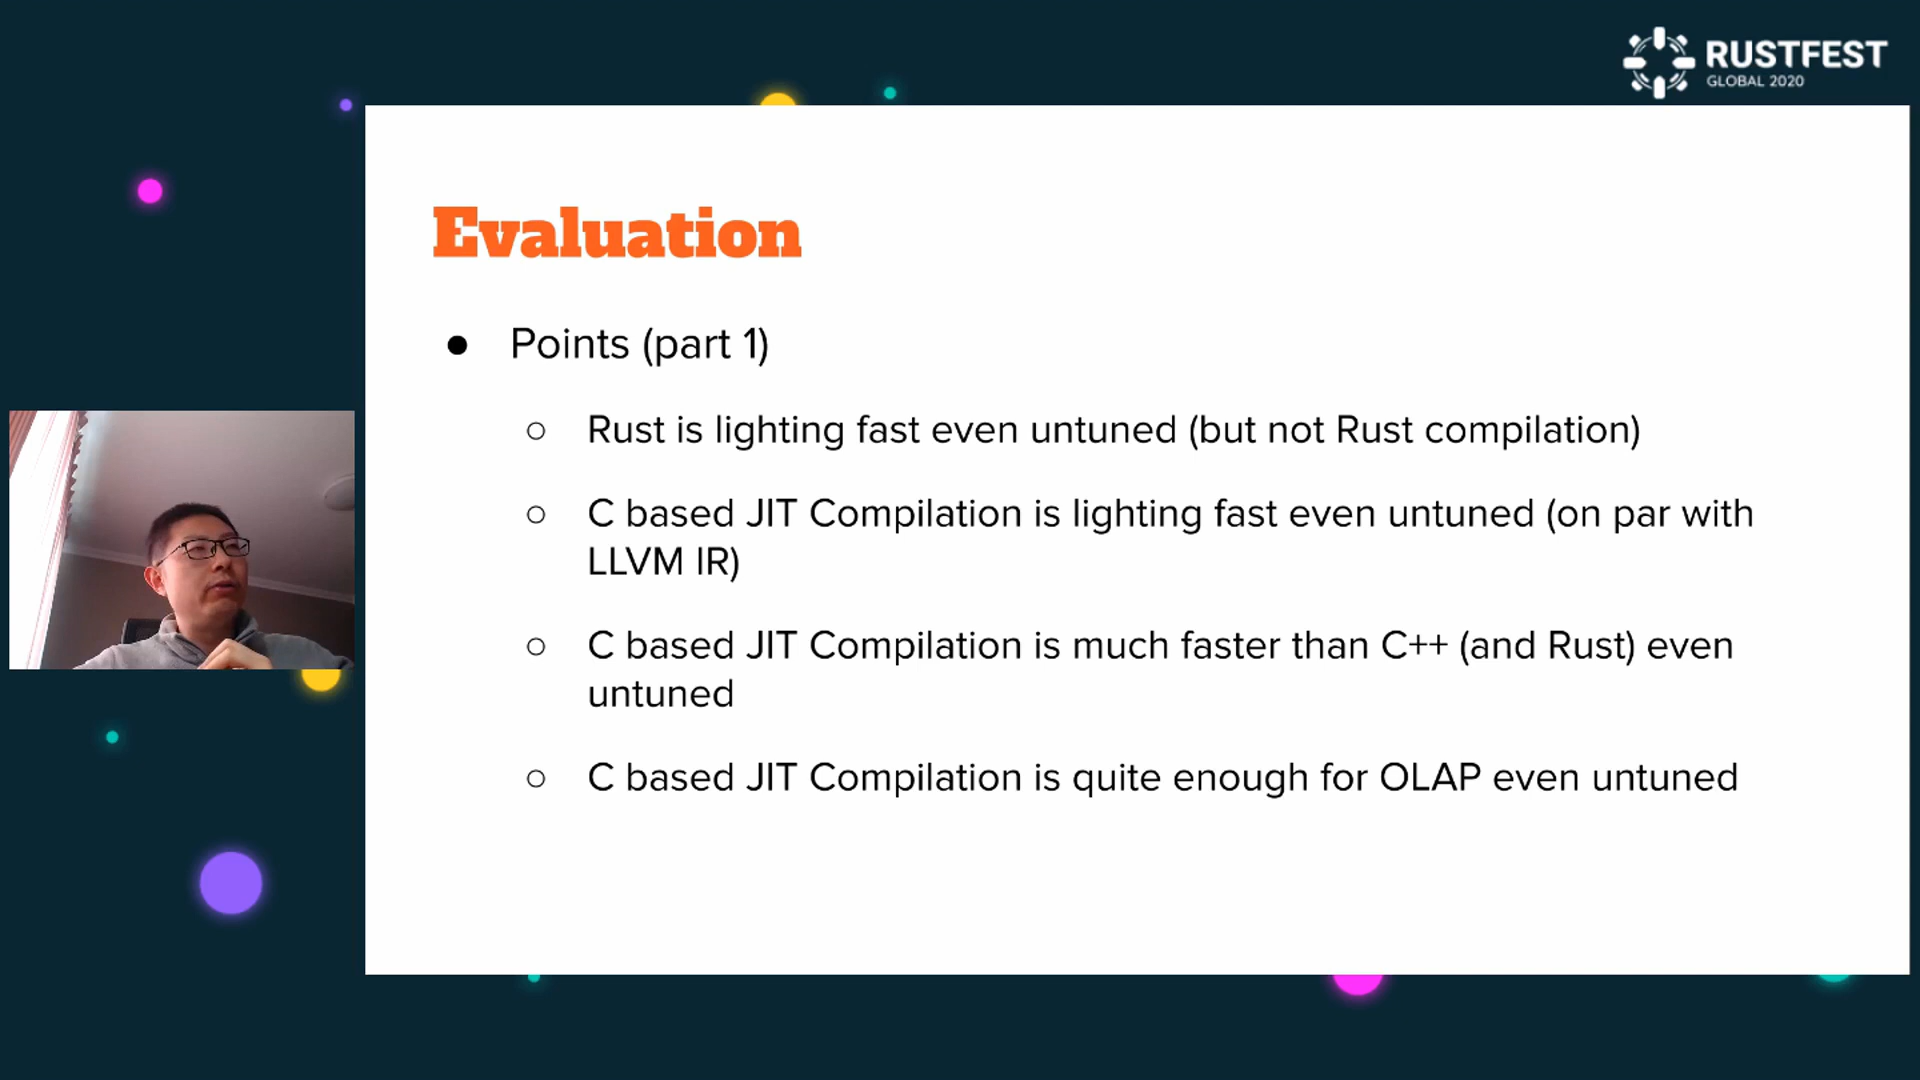 RUSTFEST
GLOBAL 2020
Evaluation
● Points (part 1)
○ Rust is lighting fast even untuned (but not Rust compilation)
○ C based JIT Compilation is lighting fast even untuned (on par with
LLVM IR)
○ C based JIT Compilation is much faster than C++ (and Rust) even
untuned
○ C based JIT Compilation is quite enough for OLAP even untuned